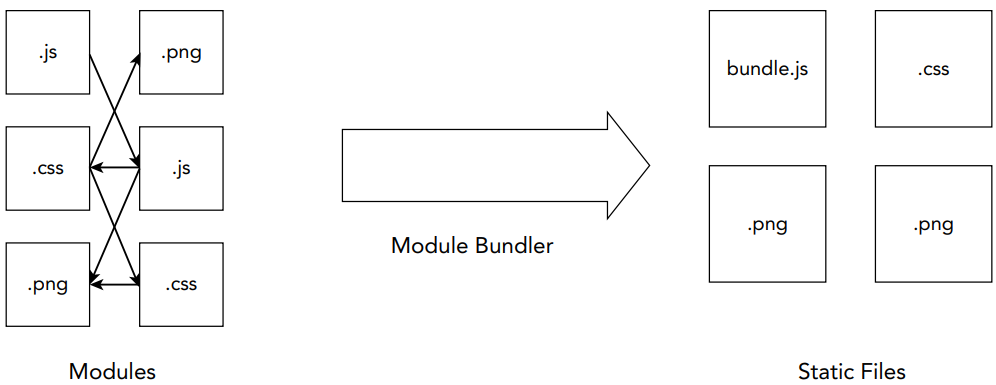 .js
.png
.css
.js
.png
.css
Modules
Module Bundler
bundle.js
.css
.png
.png
Static Files